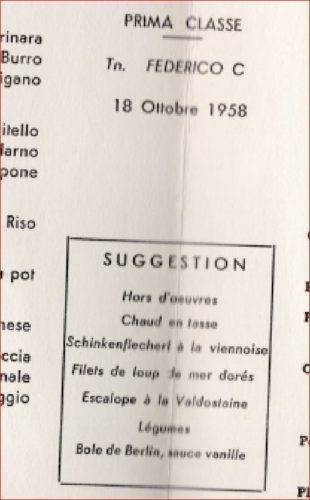 PRIMA CLASSE
Tn. FEDERICO C
18 Ottobre 1958
rinara
Burro
igano
itello
larno
pone
Riso
pot
nese
ccia
nale
ggio
SUGGESTION
Hors d'oeuvres
Chaud en tasse
Schinkenflecherl à la viennoise
Filets de loup de mer dorés
Escalope à la Valdostaine
Légumes
Bole de Berlin, sauce vanille